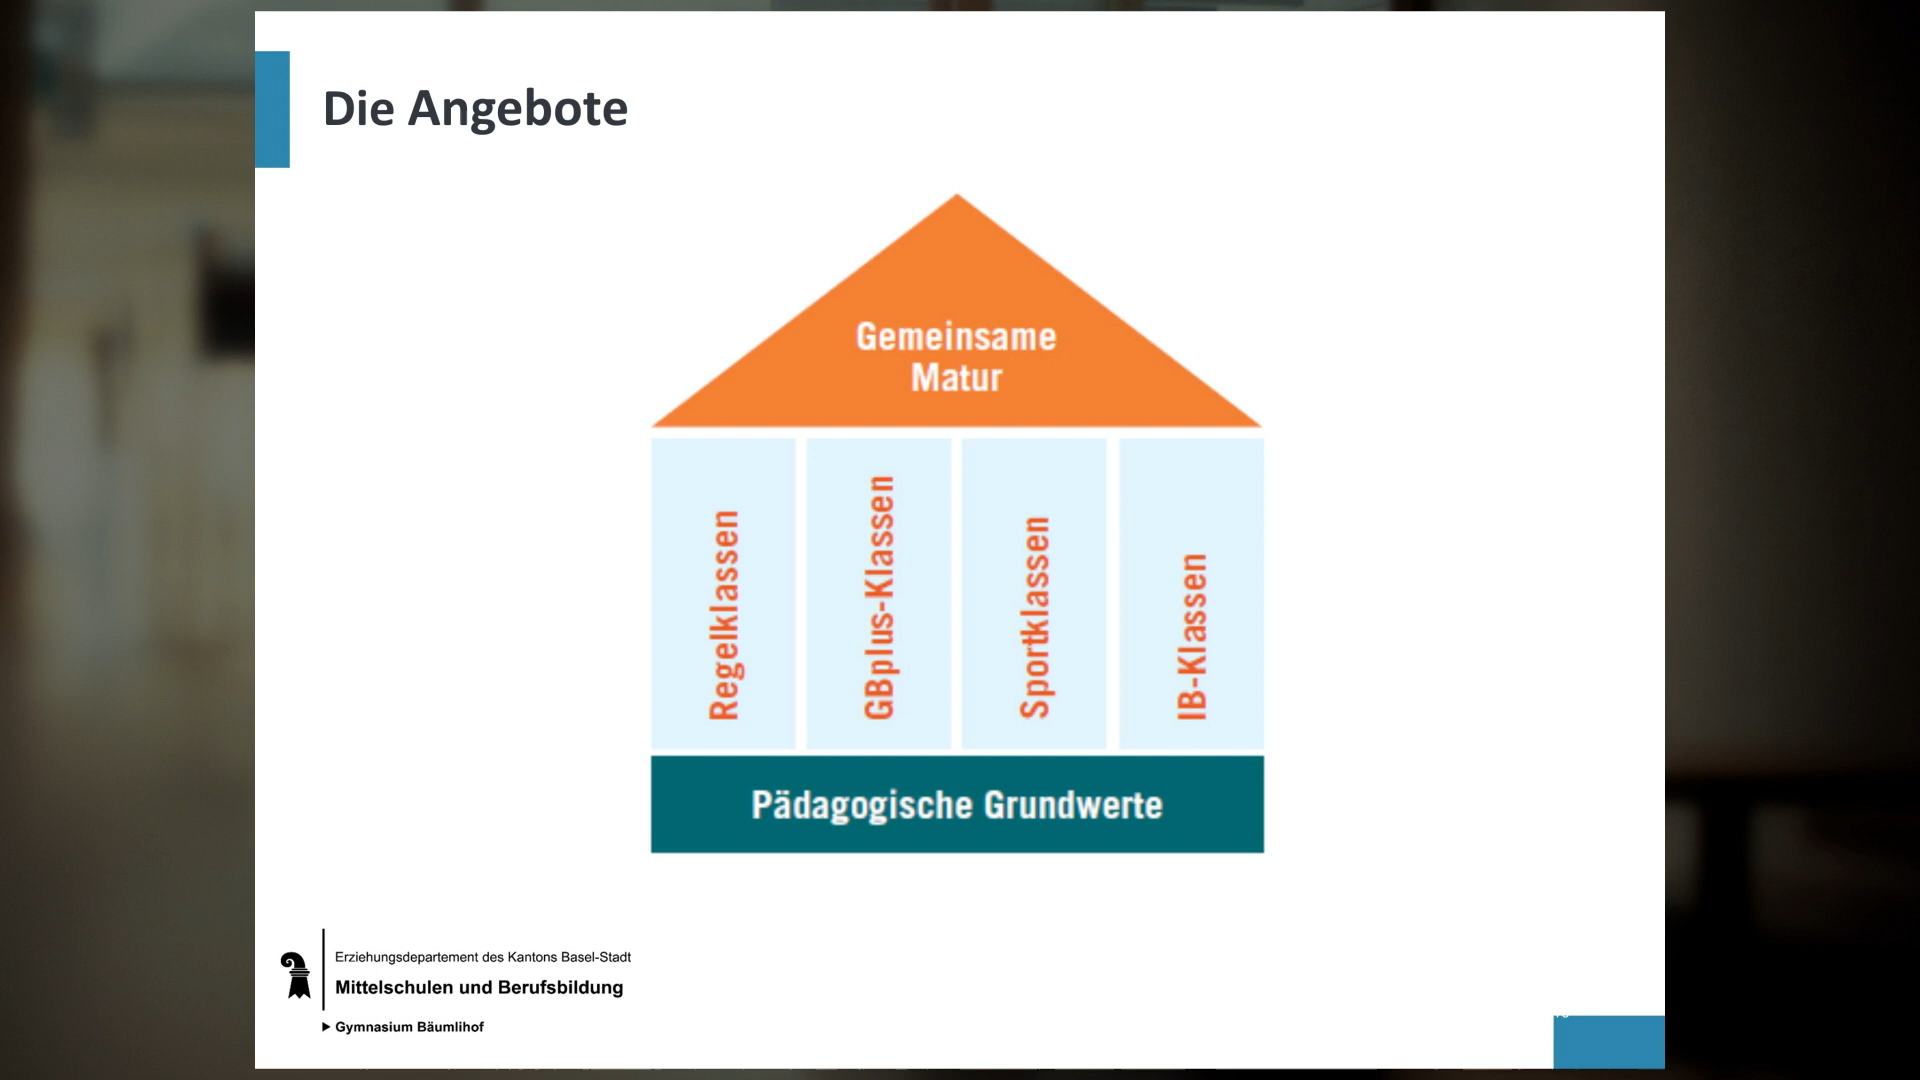 Die Angebote
Gemeinsame
Matur
Regelklassen
GBplus-Klassen
Sportklassen
IB-Klassen
Pädagogische Grundwerte
Erziehungsdepartement des Kantons Basel-Stadt
Mittelschulen und Berufsbildung
Gymnasium Bäumlihof